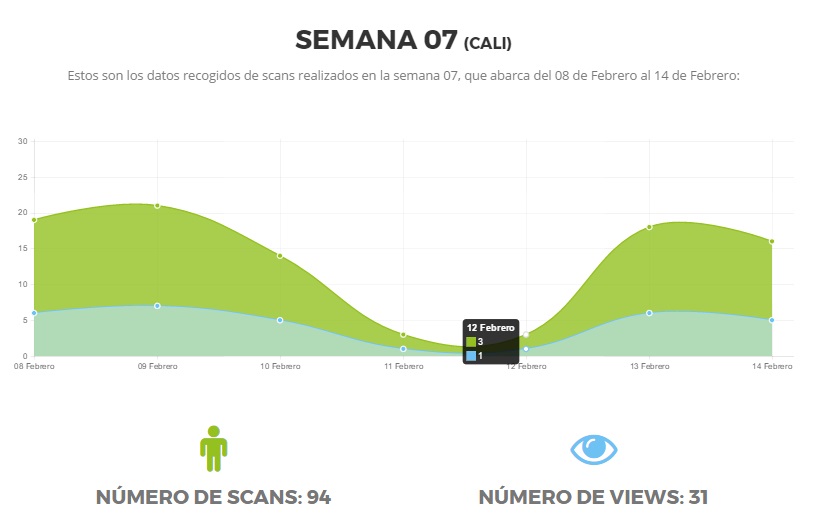 SEMANA 07 (CALI)
Estos son los datos recogidos de scans realizados en la semana 07, que abarca del 08 de Febrero al 14 de Febrero:
30
25
20
15
10
5
0
12 Febrero
3
1
08 Febrero 09 Febrero 10 Febrero 11 Febrero 12 Febrero 13 Febrero 14 Febrero
NÚMERO DE SCANS: 94 NÚMERO DE VIEWS: 31